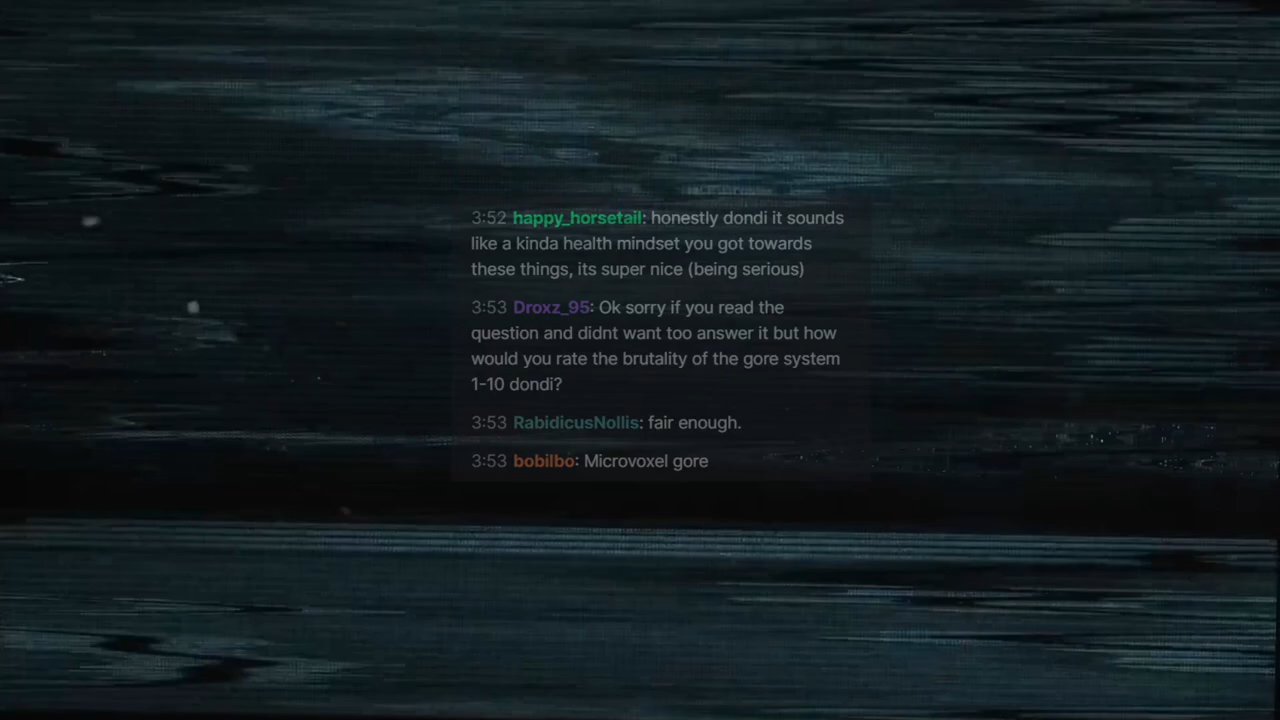 3:52 happy_horsetail: honestly dondi it sounds
like a kinda health mindset you got towards
these things, its super nice (being serious)
3:53 Droxz_95: Ok sorry if you read the
question and didnt want too answer it but how
would you rate the brutality of the gore system
1-10 dondi?
3:53 RabidicusNollis: fair enough.
3:53 bobilbo: Microvoxel gore